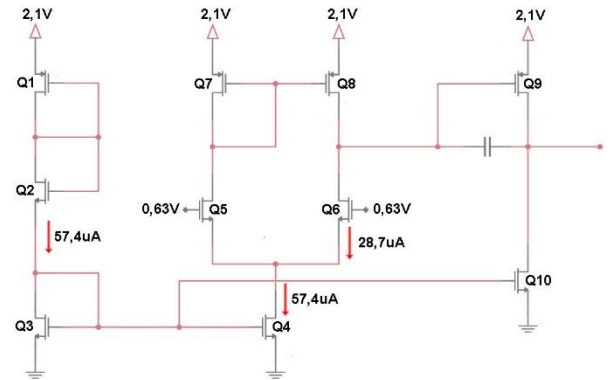 2,1V 2,1V 2,1V 2,1V
Q1 Q7 Q8 Q9
Q2 0,63V Q5 Q6 0,63V
57,4uA 28,7uA
57,4uA Q10
Q3 Q4